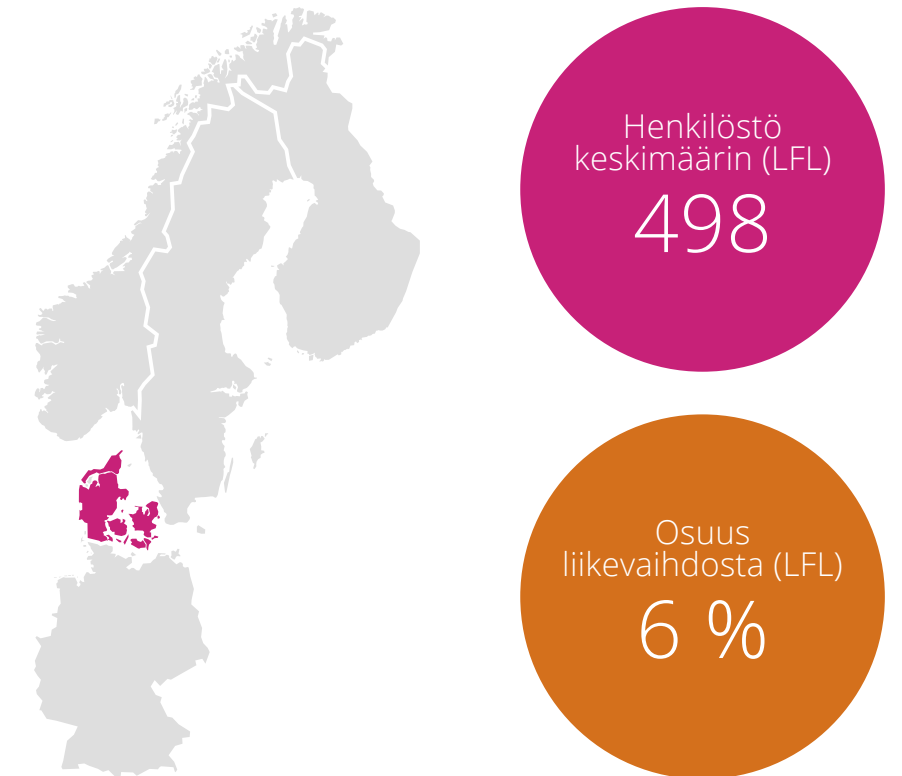 Henkilöstö
keskimäärin (LFL)
498
Osuus
liikevaihdosta (LFL)
6 %